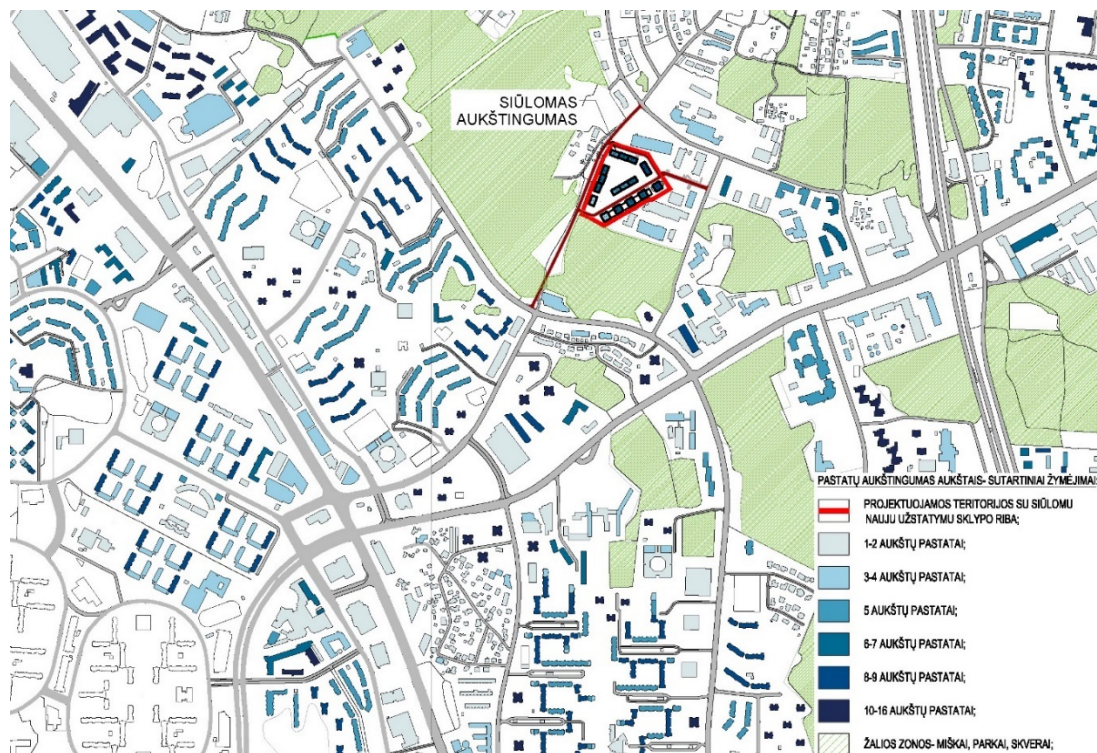 SIŪLOMAS
AUKŠTINGUMAS
PASTATŲ AUKŠTINGUMAS AUKŠTAIS- SUTARTINIAI ŽYMĖJIMAI:
PROJEKTUOJAMOS TERITORIJOS SU SIŪLOMU
NAUJU UŽSTATYMU SKLYPO RIBA;
1-2 AUKŠTŲ PASTATAI;
3-4 AUKŠTŲ PASTATAI;
5 AUKŠTŲ PASTATAI;
6-7 AUKŠTŲ PASTATAI;
8-9 AUKŠTŲ PASTATAI;
10-16 AUKŠTŲ PASTATAI;
ŽALIOS ZONOS- MIŠKAI, PARKAI, SKVERAI;